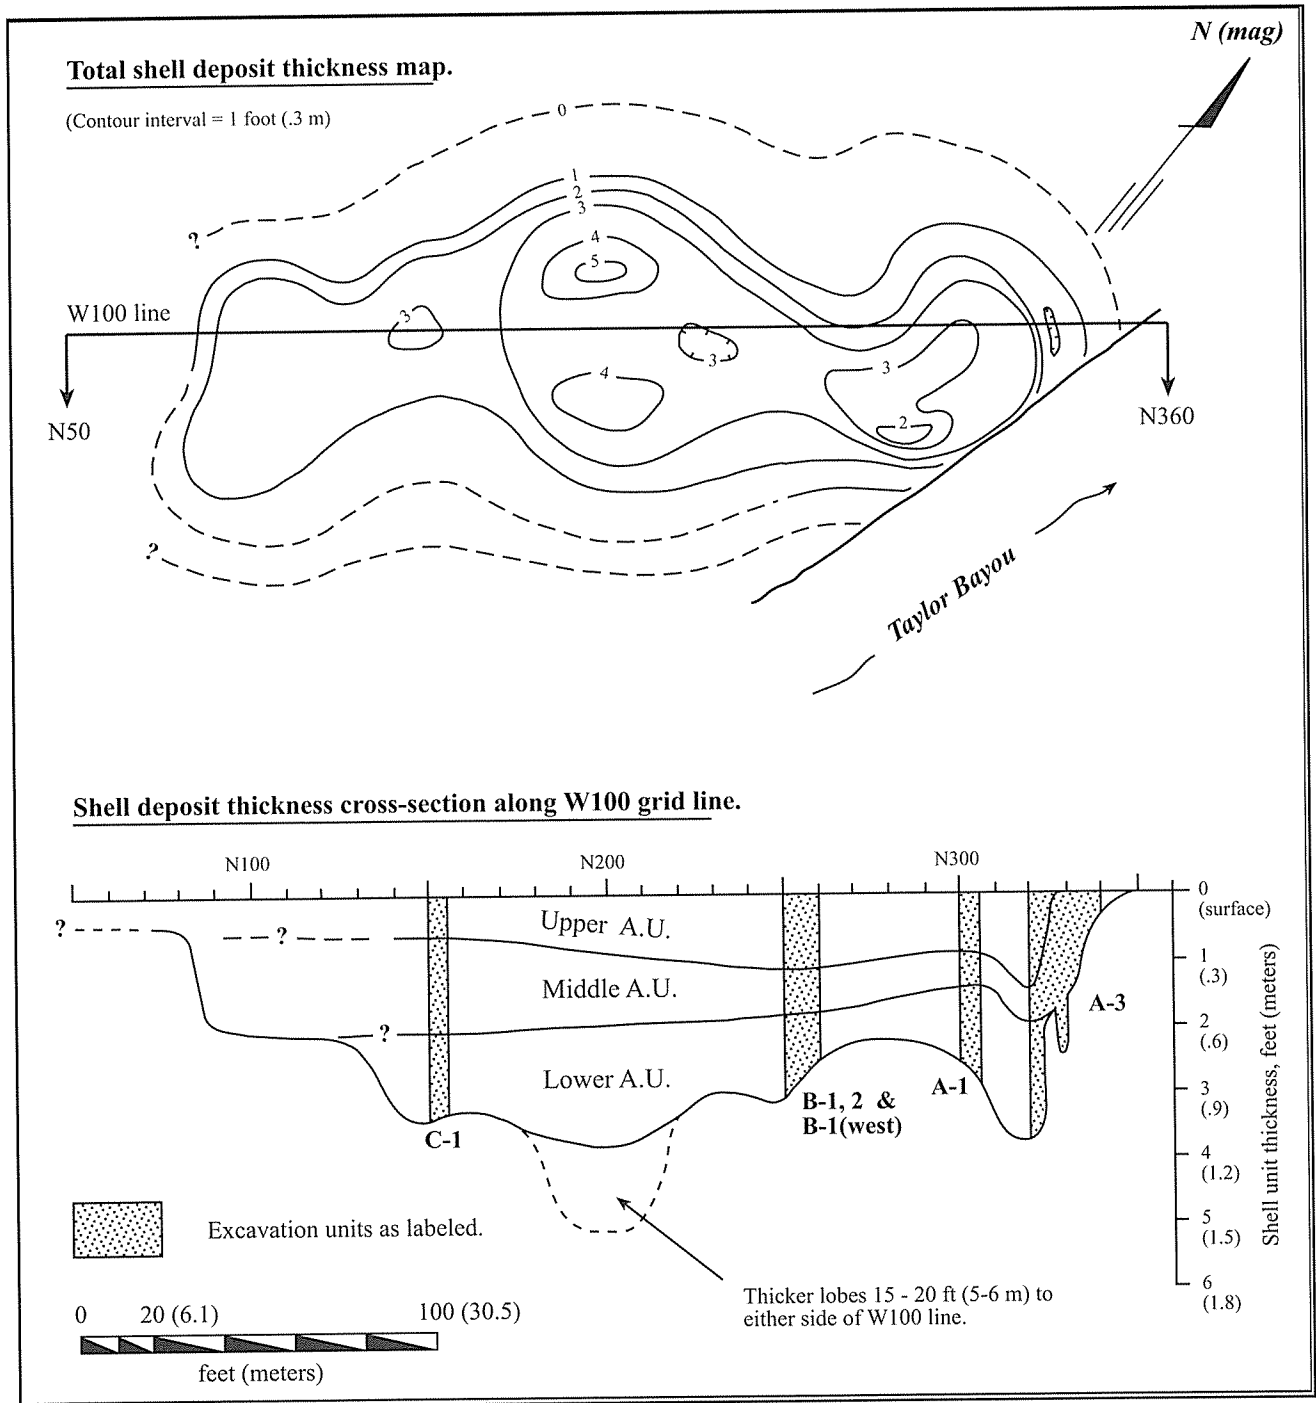 N (mag)
Total shell deposit thickness map.
(Contour interval = 1 foot (.3 m)
0
1
2
3
4
5
?
W100 line
3
3
3
4
2
N50
N360
?
Taylor Bayou
Shell deposit thickness cross-section along W100 grid line.
N100
N200
N300
0
(surface)
?
?
Upper A.U.
1
(.3)
Middle A.U.
A-3
2
(.6)
?
Lower A.U.
A-1
3
(.9)
B-1, 2 &
B-1(west)
C-1
4
(1.2)
5
(1.5)
6
(1.8)
Shell unit thickness, feet (meters)
Excavation units as labeled.
Thicker lobes 15 - 20 ft (5-6 m) to
either side of W100 line.
0 20 (6.1) 100 (30.5)
feet (meters)